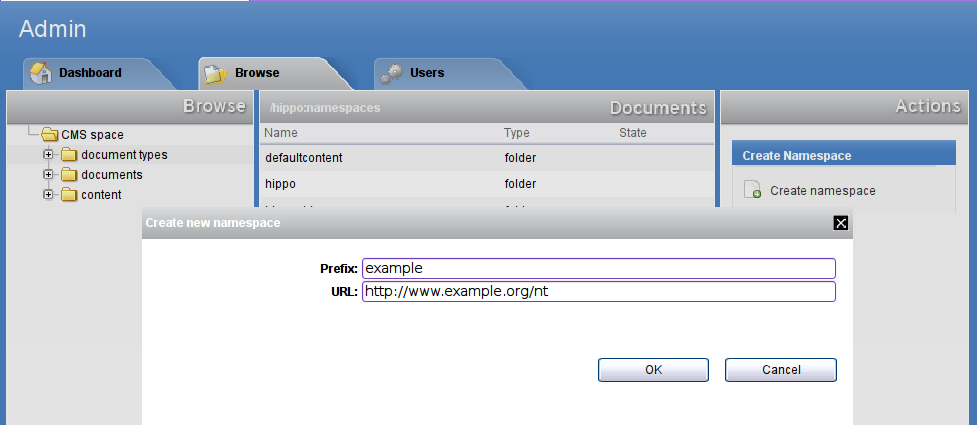 Admin
Dashboard Browse Users
Browse /hippo:namespaces Documents Actions
Name Type State
CMS space
document types
documents
content
defaultcontent folder
hippo folder
Create Namespace
Create namespace
Create new namespace
Prefix: example
URL: http://www.example.org/nt
OK Cancel